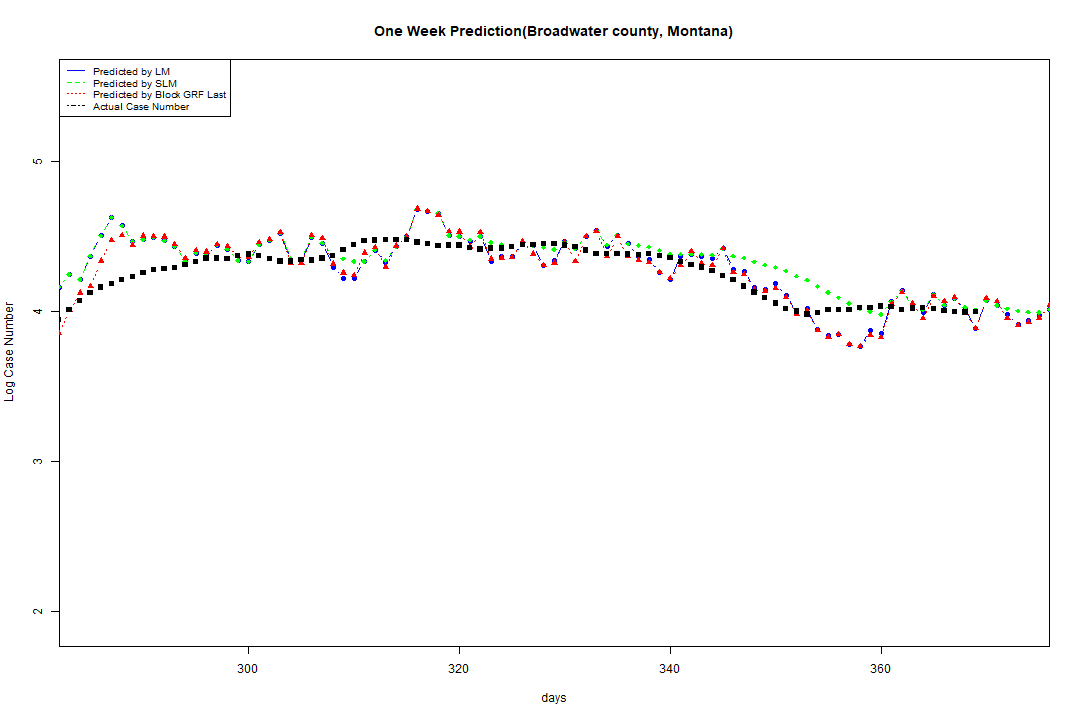 One Week Prediction(Broadwater county, Montana)
Predicted by LM
Predicted by SLM
Predicted by Block GRF Last
Actual Case Number
5
4
3
2
Log Case Number
300 320 340 360
days